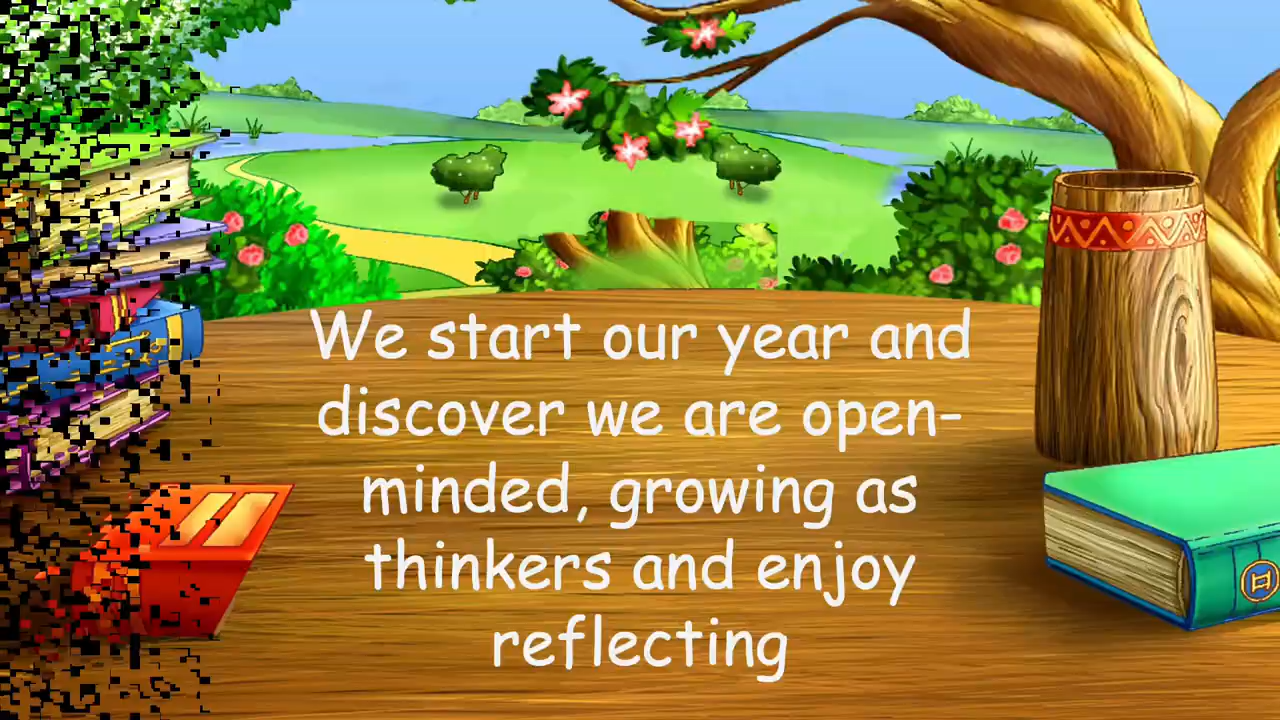 We start our year and
discover we are open-
minded, growing as
thinkers and enjoy
reflecting